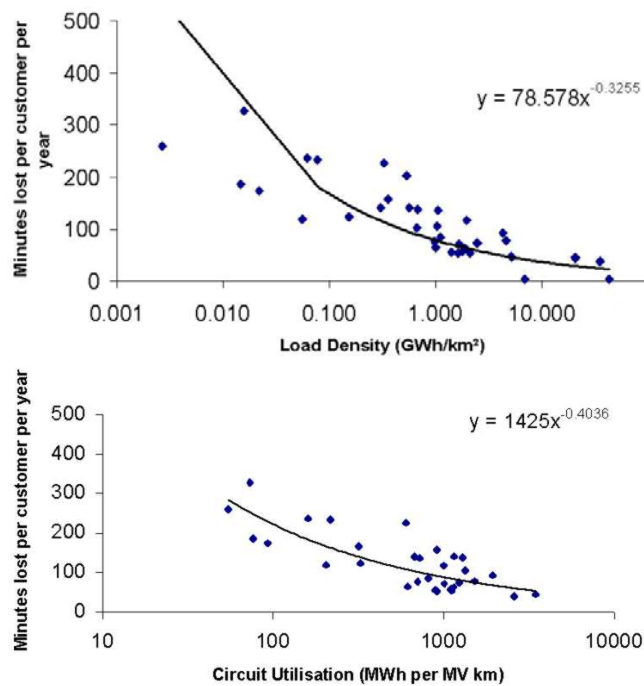 Minutes lost per customer per
year
500
400
300
200
100
0
y = 78.578x^-0.3255
0.001 0.010 0.100 1.000 10.000
Load Density (GWh/km²)
Minutes lost per customer per year
500
400
300
200
100
0
y = 1425x^-0.4036
10 100 1000 10000
Circuit Utilisation (MWh per MV km)